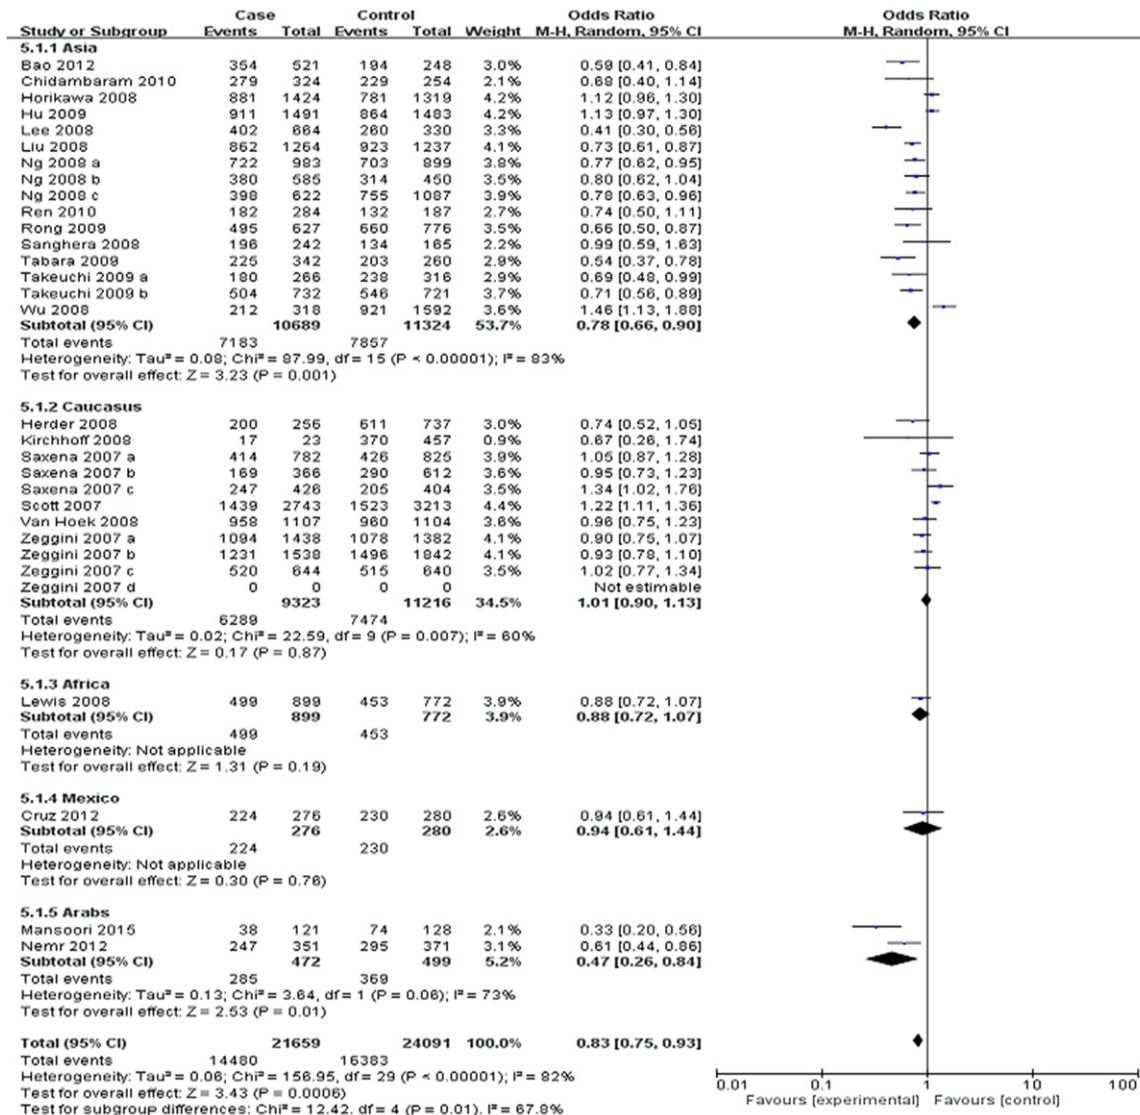 Case Control Odds Ratio Odds Ratio
Study or Subgroup Events Total Events Total Weight M-H, Random, 95% CI M-H, Random, 95% CI
5.1.1 Asia
Bao 2012 354 521 194 248 3.0% 0.59 [0.41, 0.84]
Chidambaram 2010 279 324 229 254 2.1% 0.68 [0.40, 1.14]
Horikawa 2008 881 1424 781 1319 4.2% 1.12 [0.96, 1.30]
Hu 2009 911 1491 864 1483 4.2% 1.13 [0.97, 1.30]
Lee 2008 402 664 260 330 3.2% 0.41 [0.30, 0.56]
Liu 2008 862 1264 923 1237 4.1% 0.73 [0.61, 0.87]
Ng 2008 a 722 983 703 899 3.9% 0.77 [0.62, 0.95]
Ng 2008 b 380 585 314 450 3.5% 0.80 [0.62, 1.04]
Ng 2008 c 398 622 755 1087 3.9% 0.78 [0.63, 0.96]
Ren 2010 182 284 132 187 2.7% 0.74 [0.50, 1.11]
Rong 2009 495 627 660 776 3.4% 0.66 [0.50, 0.87]
Sanghera 2008 196 242 134 165 2.2% 0.99 [0.59, 1.63]
Tabara 2009 225 342 203 260 2.9% 0.54 [0.37, 0.78]
Takeuchi 2009 a 180 266 238 316 2.9% 0.69 [0.48, 0.99]
Takeuchi 2009 b 504 732 546 721 3.7% 0.71 [0.56, 0.89]
Wu 2008 212 318 921 1592 3.6% 1.46 [1.13, 1.88]
Subtotal (95% CI) 10689 11324 53.7% 0.78 [0.66, 0.90]
Total events 7183 7857
Heterogeneity: Tau² = 0.08; Chi² = 87.99, df = 15 (P < 0.00001); I² = 83%
Test for overall effect: Z = 3.23 (P = 0.001)
5.1.2 Caucasus
Herder 2008 200 256 611 737 3.0% 0.74 [0.52, 1.05]
Kirchhoff 2008 17 23 370 457 0.9% 0.67 [0.26, 1.74]
Saxena 2007 a 414 782 426 825 3.9% 1.05 [0.87, 1.28]
Saxena 2007 b 169 366 290 612 3.6% 0.95 [0.73, 1.23]
Saxena 2007 c 247 426 205 404 3.5% 1.34 [1.02, 1.76]
Scott 2007 1439 2743 1523 3213 4.4% 1.22 [1.11, 1.36]
Van Hoek 2008 958 1107 960 1104 3.6% 0.96 [0.75, 1.23]
Zeggini 2007 a 1094 1438 1078 1382 4.1% 0.90 [0.75, 1.07]
Zeggini 2007 b 1231 1538 1496 1842 4.1% 0.93 [0.78, 1.10]
Zeggini 2007 c 520 644 515 640 3.5% 1.02 [0.77, 1.34]
Zeggini 2007 d 0 0 0 0 Not estimable
Subtotal (95% CI) 9323 11216 34.5% 1.01 [0.90, 1.13]
Total events 6289 7474
Heterogeneity: Tau² = 0.02; Chi² = 22.59, df = 9 (P = 0.007); I² = 60%
Test for overall effect: Z = 0.17 (P = 0.87)
5.1.3 Africa
Lewis 2008 499 899 453 772 3.9% 0.88 [0.72, 1.07]
Subtotal (95% CI) 899 772 3.9% 0.88 [0.72, 1.07]
Total events 499 453
Heterogeneity: Not applicable
Test for overall effect: Z = 1.31 (P = 0.19)
5.1.4 Mexico
Cruz 2012 224 276 230 280 2.6% 0.94 [0.61, 1.44]
Subtotal (95% CI) 276 280 2.6% 0.94 [0.61, 1.44]
Total events 224 230
Heterogeneity: Not applicable
Test for overall effect: Z = 0.30 (P = 0.76)
5.1.5 Arabs
Mansoori 2015 38 121 74 128 2.1% 0.33 [0.20, 0.56]
Nemr 2012 247 351 295 371 3.1% 0.61 [0.44, 0.86]
Subtotal (95% CI) 472 499 5.2% 0.47 [0.26, 0.84]
Total events 285 369
Heterogeneity: Tau² = 0.13; Chi² = 3.64, df = 1 (P = 0.06); I² = 73%
Test for overall effect: Z = 2.53 (P = 0.01)
Total (95% CI) 21659 24091 100.0% 0.83 [0.75, 0.93]
Total events 14480 16383
Heterogeneity: Tau² = 0.06; Chi² = 156.95, df = 29 (P < 0.00001); I² = 82%
Test for overall effect: Z = 3.43 (P = 0.0006)
Test for subgroup differences: Chi² = 12.42, df = 4 (P = 0.01), I² = 67.8%
0.01 0.1 1 10 100
Favours [experimental] Favours [control]